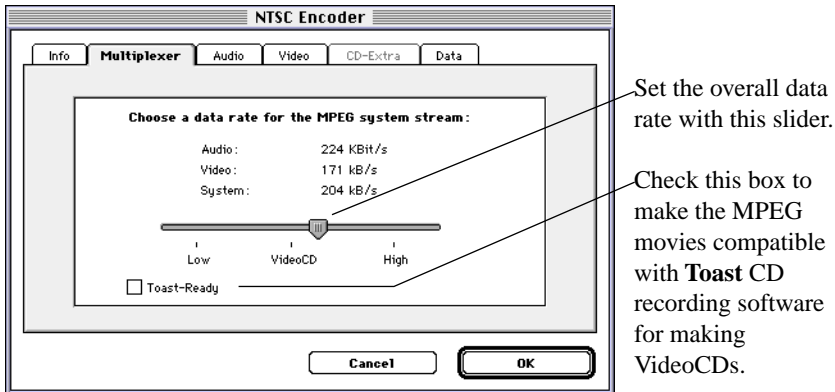 NTSC Encoder
Info Multiplexer Audio Video CD-Extra Data
Choose a data rate for the MPEG system stream:
Audio: 224 KBit/s
Video: 171 kB/s
System: 204 kB/s
Low VideoCD High
Toast-Ready
Cancel OK
Set the overall data
rate with this slider.
Check this box to
make the MPEG
movies compatible
with Toast CD
recording software
for making
VideoCDs.